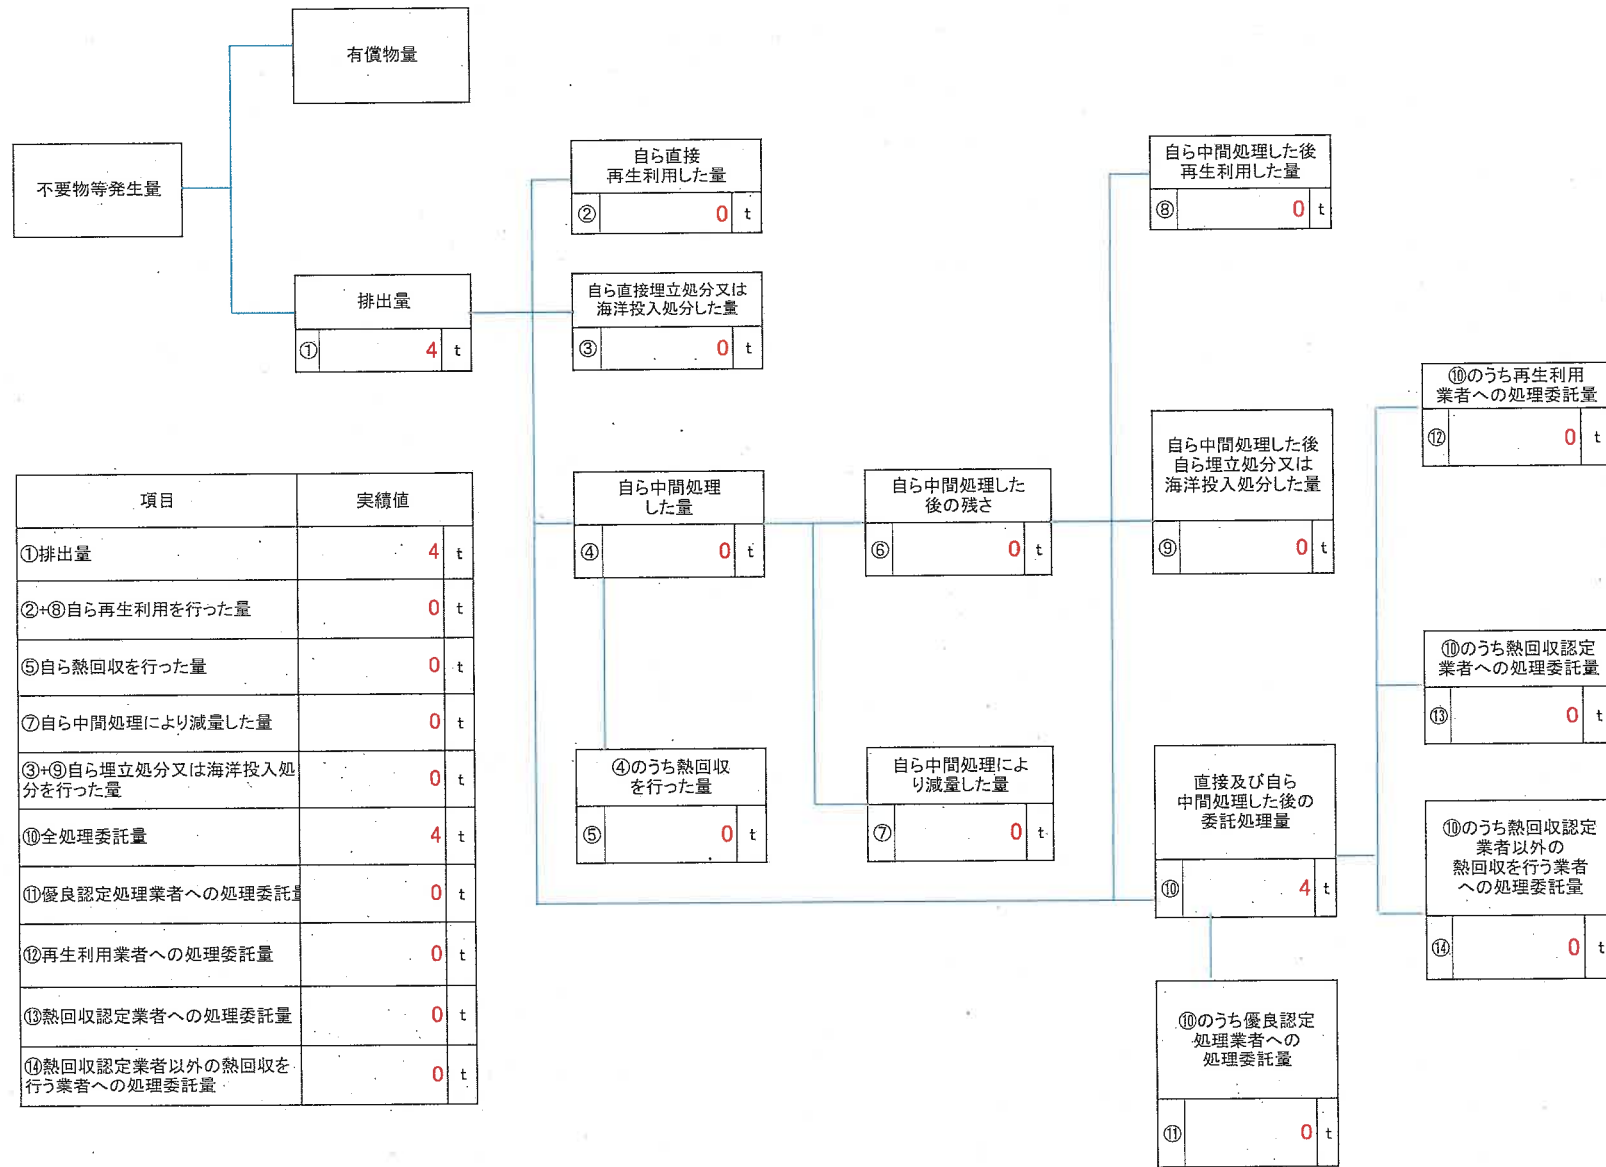 有償物量
不要物等発生量
排出量
① 4 t
自ら直接
再生利用した量
② 0 t
自ら直接埋立処分又は
海洋投入処分した量
③ 0 t
自ら中間処理
した量
④ 0 t
④のうち熱回収
を行った量
⑤ 0 t
自ら中間処理した
後の残さ
⑥ 0 t
自ら中間処理によ
り減量した量
⑦ 0 t
自ら中間処理した後
再生利用した量
⑧ 0 t
自ら中間処理した後
自ら埋立処分又は
海洋投入処分した量
⑨ 0 t
直接及び自ら
中間処理した後の
委託処理量
⑩ 4 t
⑩のうち優良認定
処理業者への
処理委託量
⑪ 0 t
⑩のうち再生利用
業者への処理委託量
⑫ 0 t
⑩のうち熱回収認定
業者への処理委託量
⑬ 0 t
⑩のうち熱回収認定
業者以外の
熱回収を行う業者
への処理委託量
⑭ 0 t
項目 実績値
①排出量 4 t
②+⑧自ら再生利用を行った量 0 t
⑤自ら熱回収を行った量 0 t
⑦自ら中間処理により減量した量 0 t
③+⑨自ら埋立処分又は海洋投入処
分を行った量 0 t
⑩全処理委託量 4 t
⑪優良認定処理業者への処理委託量 0 t
⑫再生利用業者への処理委託量 0 t
⑬熱回収認定業者への処理委託量 0 t
⑭熱回収認定業者以外の熱回収を
行う業者への処理委託量 0 t